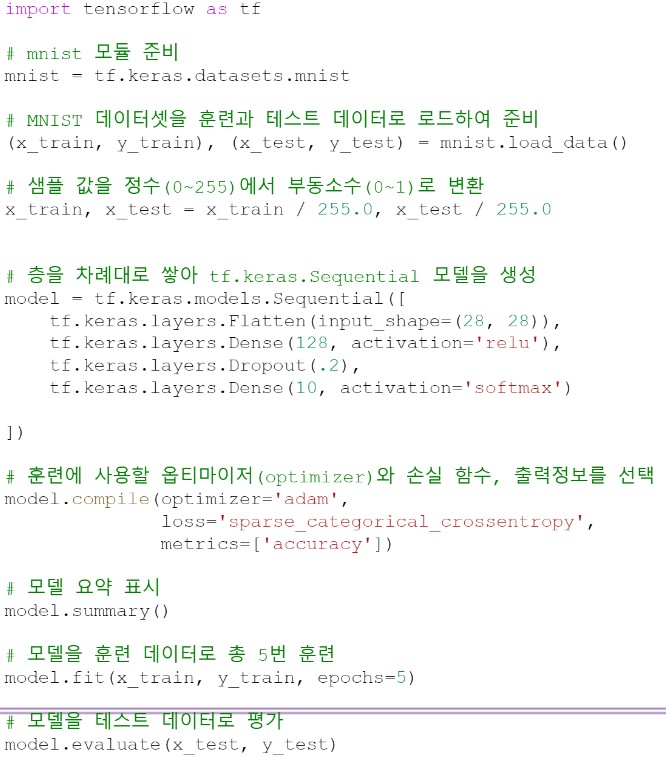 import tensorflow as tf
# mnist 모듈 준비
mnist = tf.keras.datasets.mnist
# MNIST 데이터셋을 훈련과 테스트 데이터로 로드하여 준비
(x_train, y_train), (x_test, y_test) = mnist.load_data()
# 샘플 값을 정수(0~255)에서 부동소수(0~1)로 변환
x_train, x_test = x_train / 255.0, x_test / 255.0
# 층을 차례대로 쌓아 tf.keras.Sequential 모델을 생성
model = tf.keras.models.Sequential([
    tf.keras.layers.Flatten(input_shape=(28, 28)),
    tf.keras.layers.Dense(128, activation='relu'),
    tf.keras.layers.Dropout(.2),
    tf.keras.layers.Dense(10, activation='softmax')
])
# 훈련에 사용할 옵티마이저(optimizer)와 손실 함수, 출력정보를 선택
model.compile(optimizer='adam',
              loss='sparse_categorical_crossentropy',
              metrics=['accuracy'])
# 모델 요약 표시
model.summary()
# 모델을 훈련 데이터로 총 5번 훈련
model.fit(x_train, y_train, epochs=5)
# 모델을 테스트 데이터로 평가
model.evaluate(x_test, y_test)